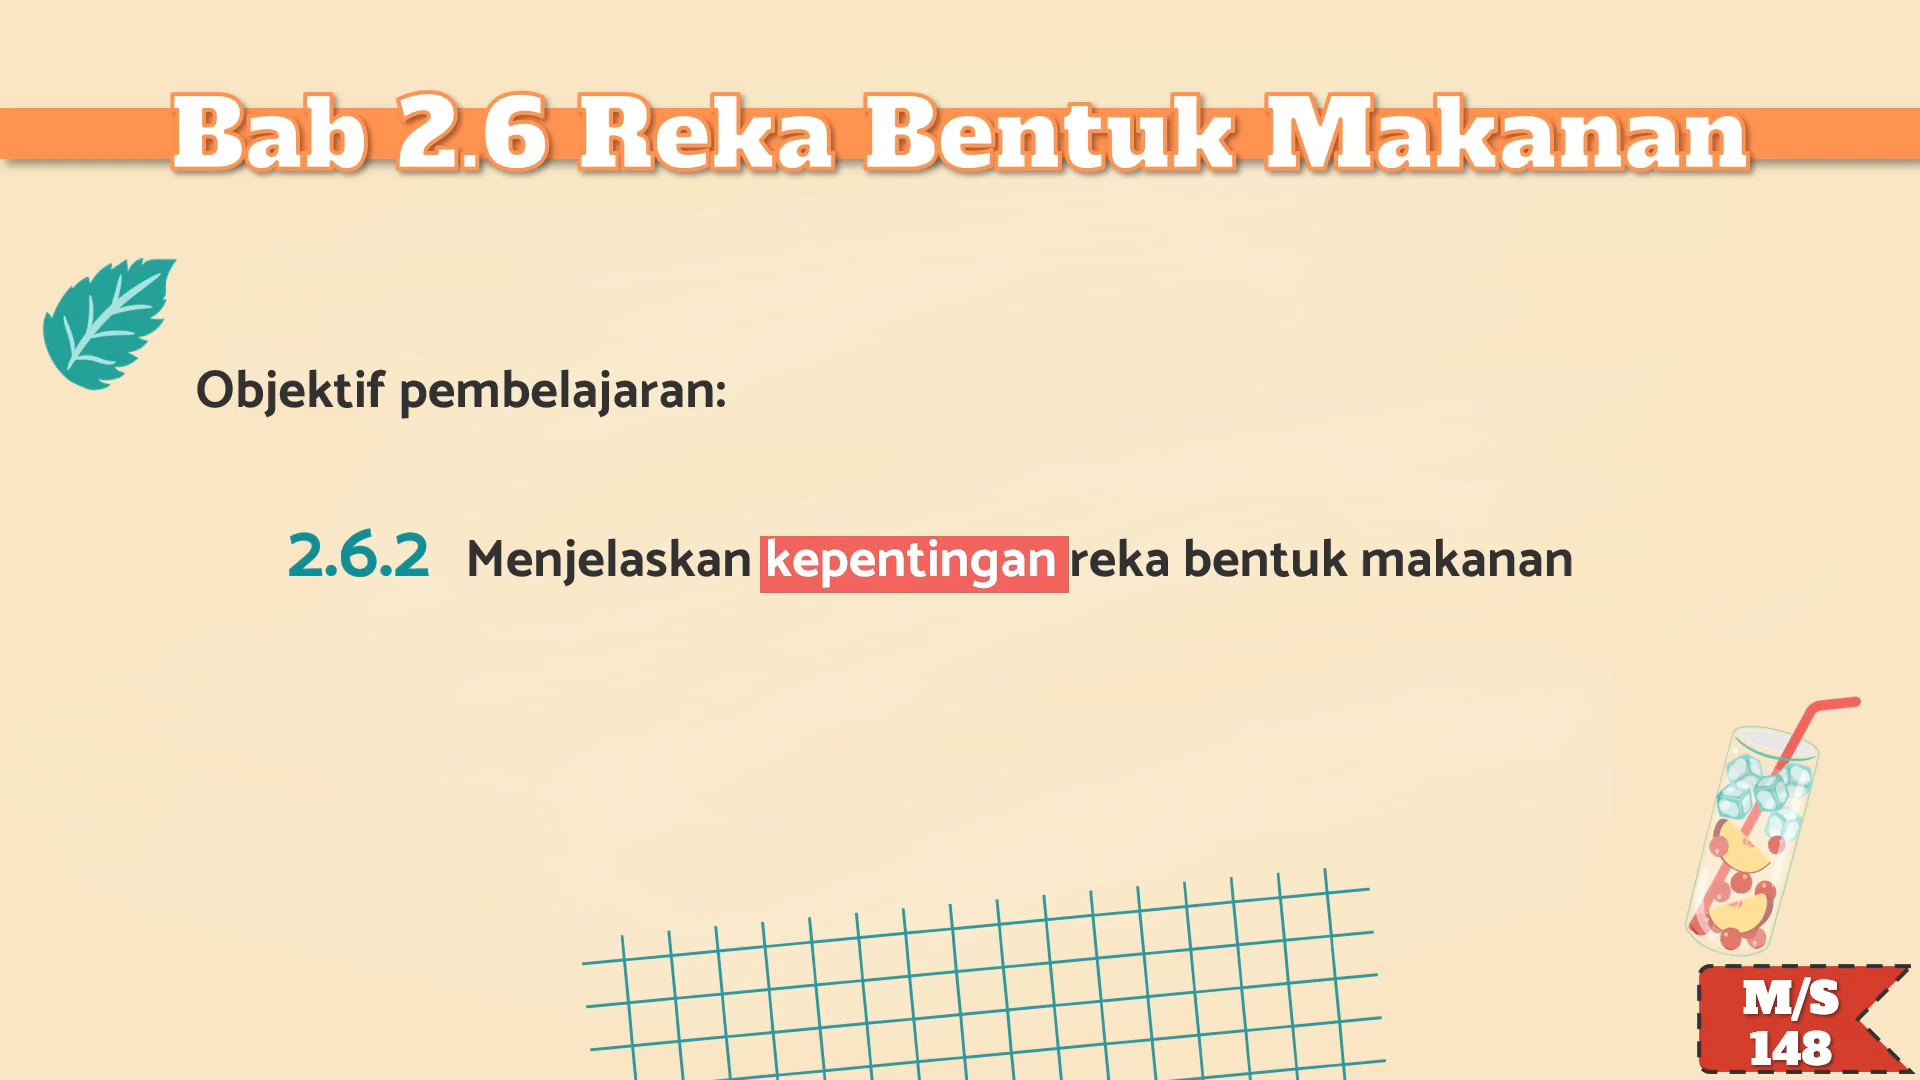 Bab 2.6 Reka Bentuk Makanan
Objektif pembelajaran:
2.6.2 Menjelaskan kepentingan reka bentuk makanan
M/S
148